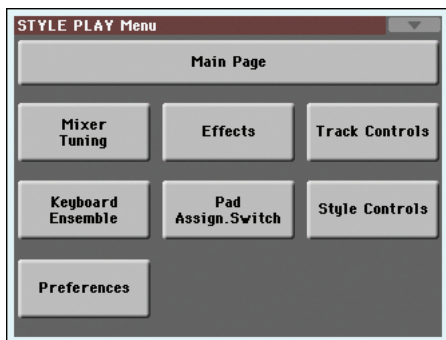 STYLE PLAY Menu
Main Page
Mixer
Tuning
Effects
Track Controls
Keyboard
Ensemble
Pad
Assign.Switch
Style Controls
Preferences